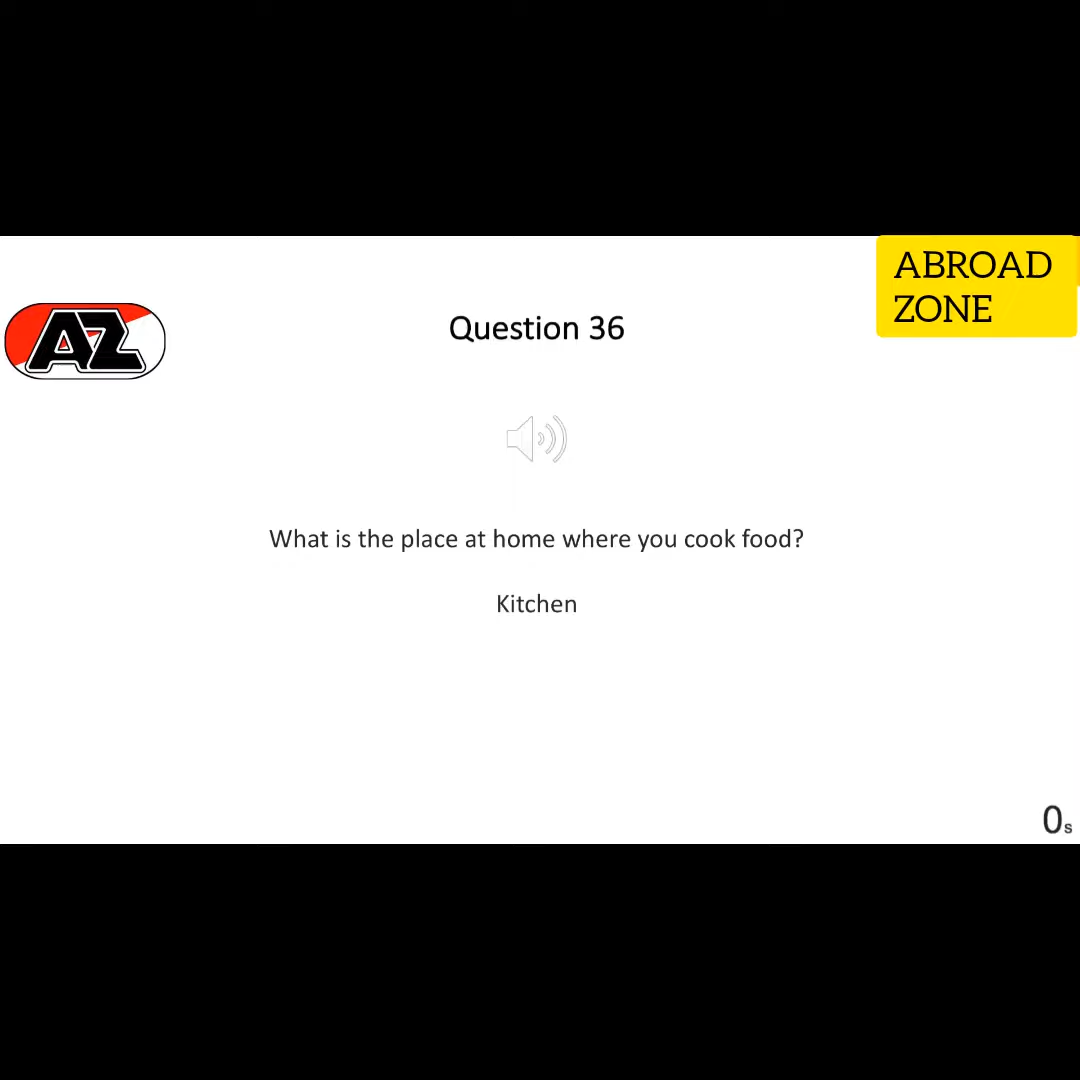 ABROAD
ZONE
AZ
Question 36
What is the place at home where you cook food?
Kitchen
0s